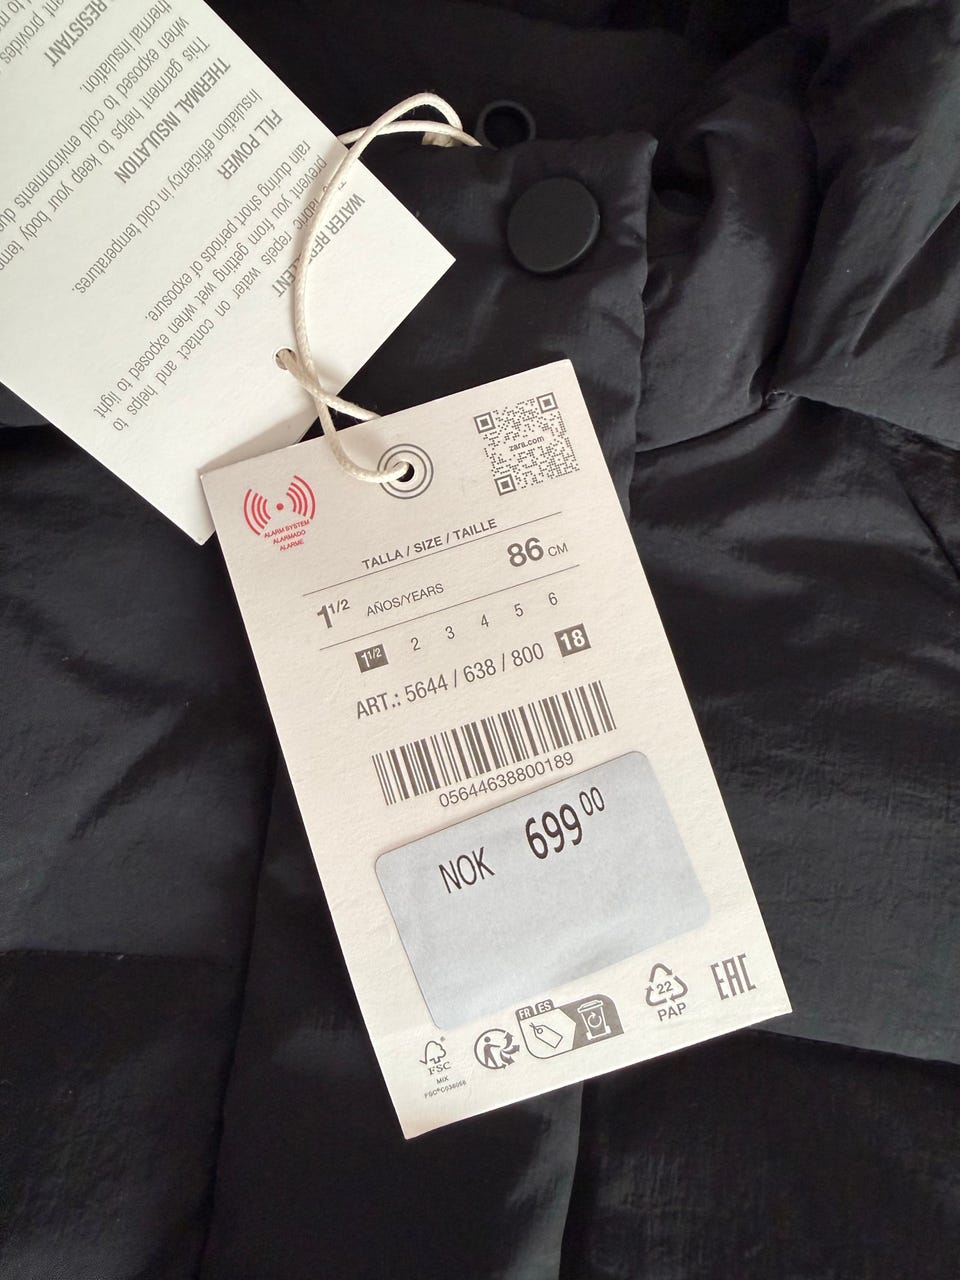 WATER REPELLENT
fabric repels water on contact and helps to
prevent you from getting wet when exposed to light
rain during short periods of exposure.
FILL POWER
Insulation efficiency in cold temperatures.
THERMAL INSULATION
This garment helps to keep your body
when exposed to cold environments
thermal insulation.
RESISTANT
provides
zara.com
ALARM SYSTEM
ALARMADO
ALARME
TALLA / SIZE / TAILLE
1 1/2 AÑOS/YEARS 86 CM
1 1/2 2 3 4 5 6
ART.: 5644 / 638 / 800 18
05644638800189
NOK 699 00
FR ES
22
PAP
EAC
FSC
MIX
FSC® C036068